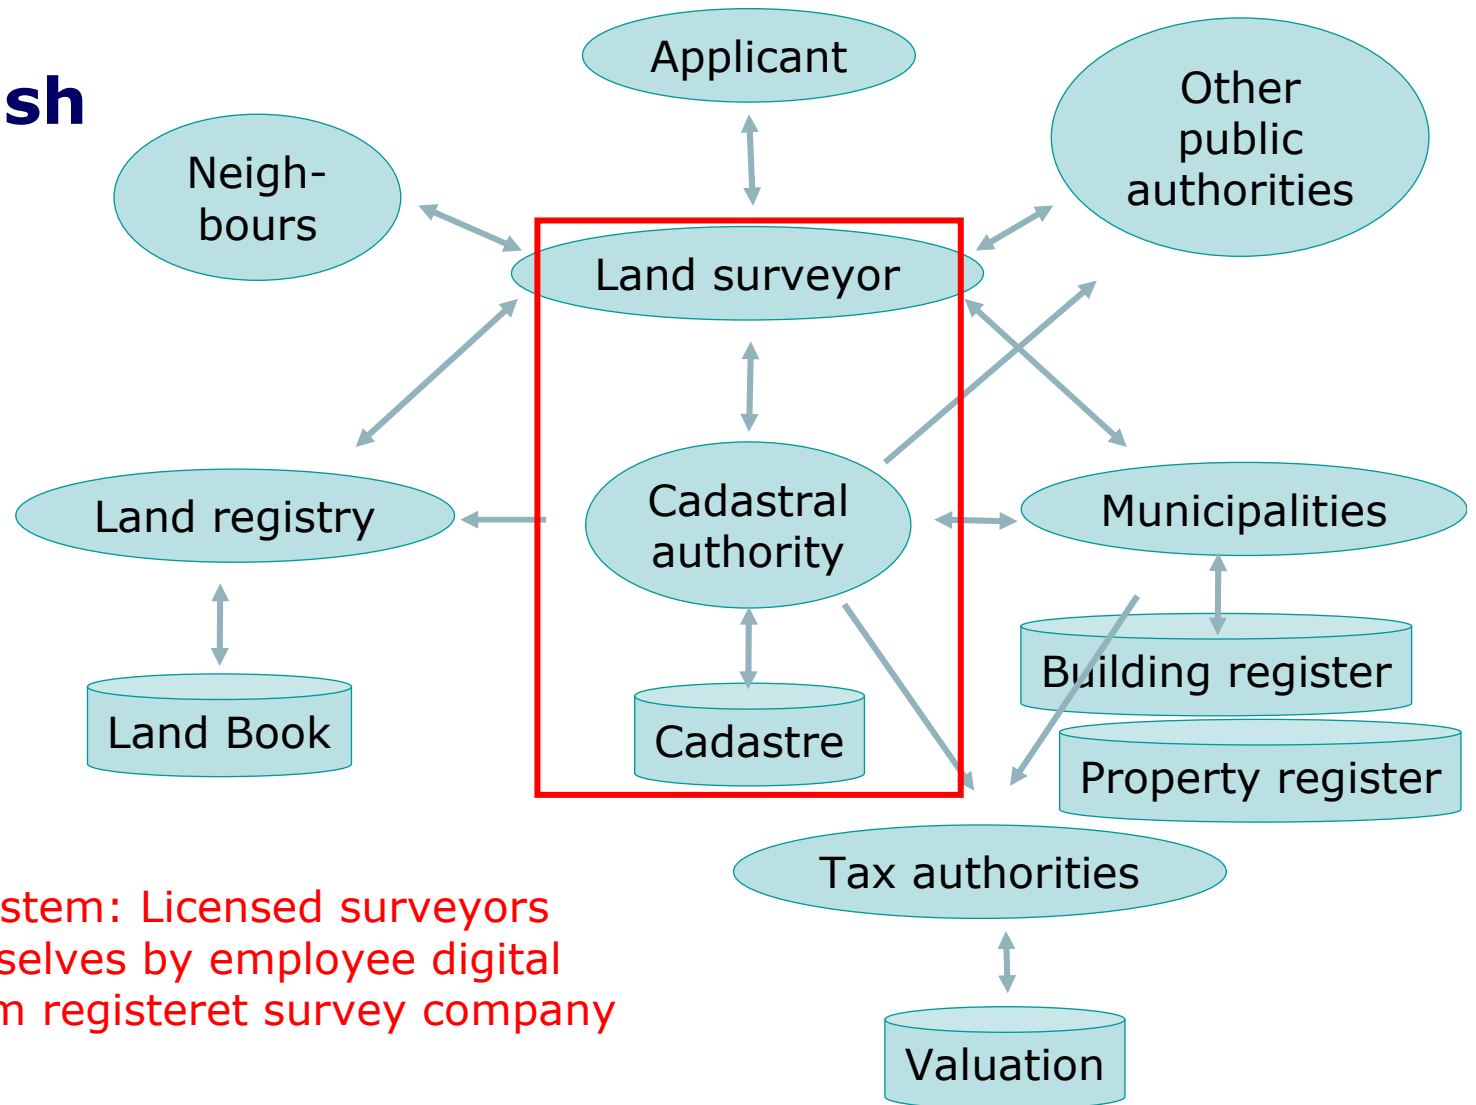 sh
Applicant
Other
public
authorities
Neigh-
bours
Land surveyor
Land registry
Cadastral
authority
Municipalities
Building register
Land Book
Cadastre
Property register
Tax authorities
stem: Licensed surveyors
selves by employee digital
m registeret survey company
Valuation